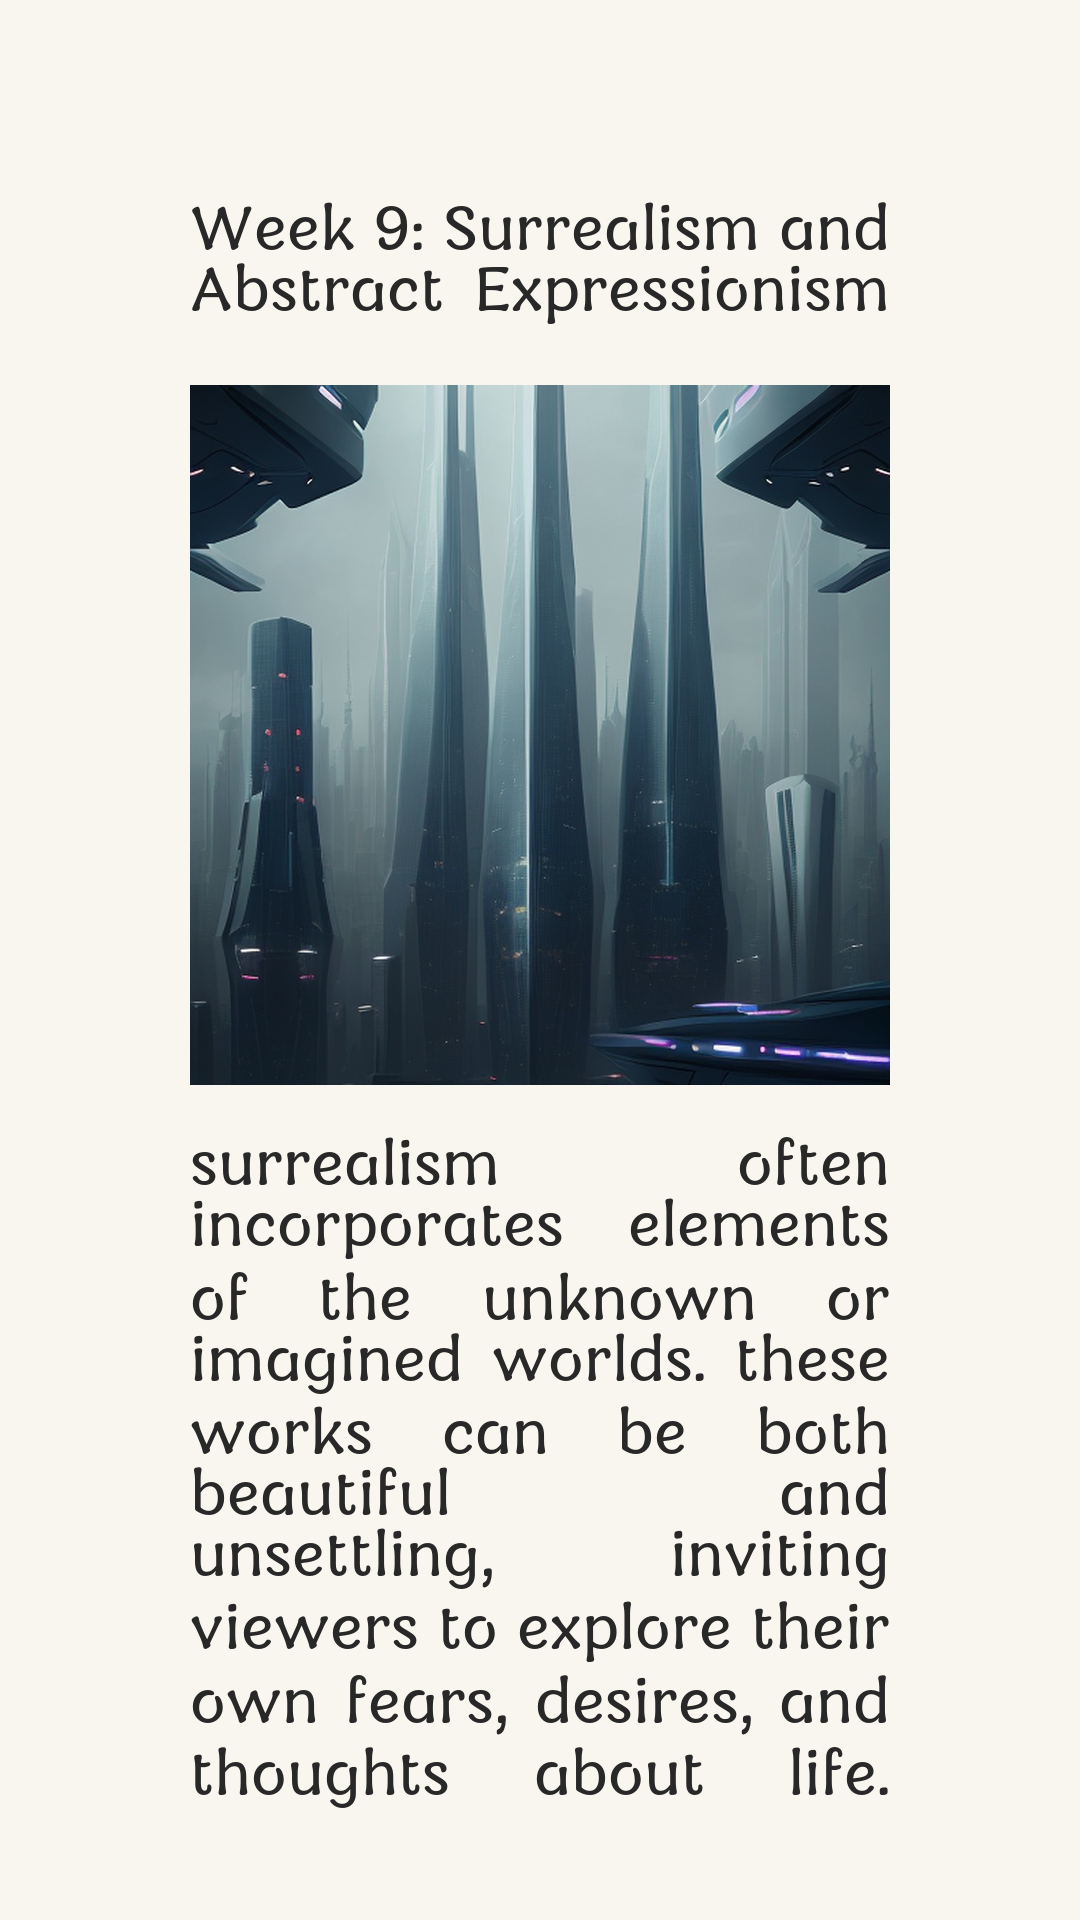 Week 9: Surrealism and
Abstract Expressionism
surrealism often
incorporates elements
of the unknown or
imagined worlds. these
works can be both
beautiful and
unsettling, inviting
viewers to explore their
own fears, desires, and
thoughts about life.